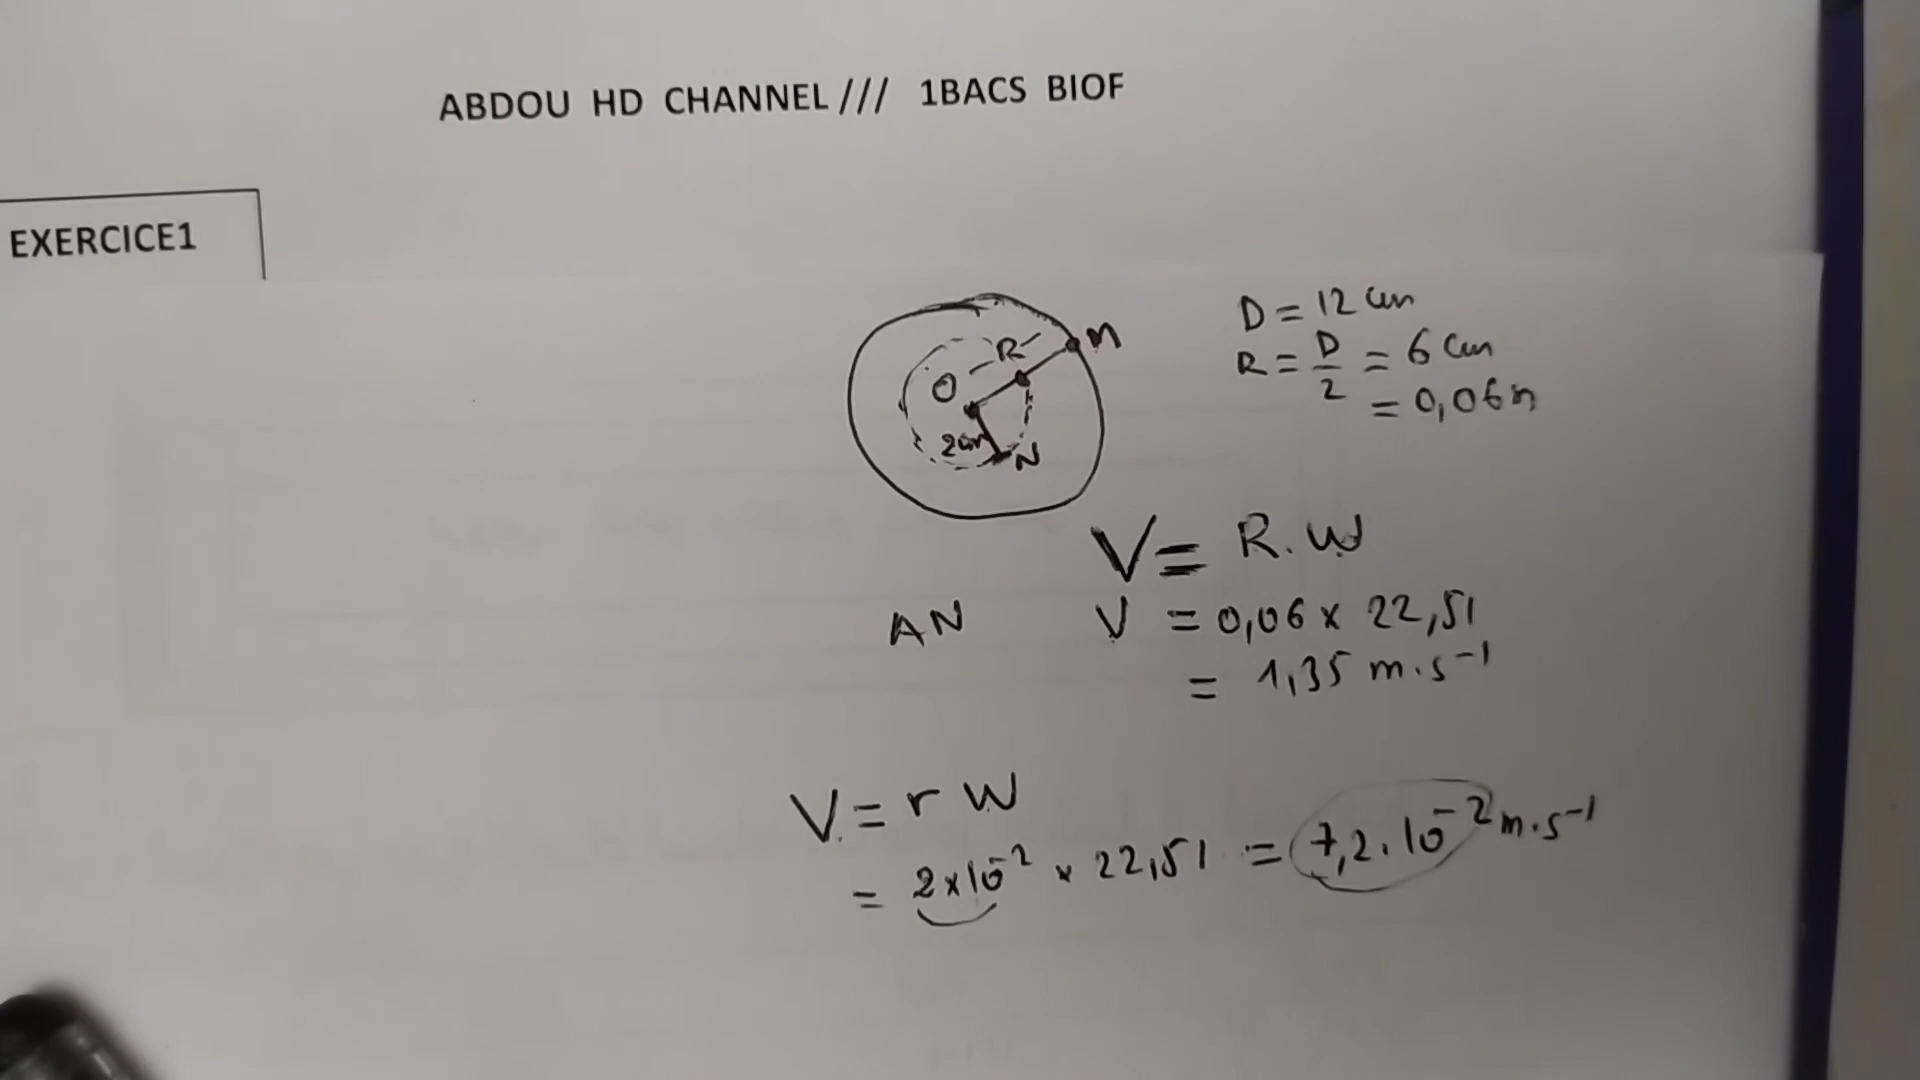 ABDOU HD CHANNEL /// 1BACS BIOF
EXERCICE1
D = 12 cm
R = D/2 = 6 cm
= 0,06m
M
R
O
2cm
N
V = R.W
AN V = 0,06 x 22,51
= 1,35 m.s⁻¹
V = r W
= 2x10⁻² x 22,51 = 7,2.10⁻² m.s⁻¹